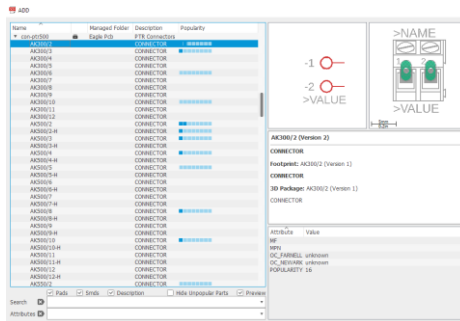 ADD
Name Managed Folder Description Popularity
con-ptr500 Eagle Pcb PTR Connectors
AK300/2 CONNECTOR
AK300/3 CONNECTOR
AK300/4 CONNECTOR
AK300/5 CONNECTOR
AK300/6 CONNECTOR
AK300/7 CONNECTOR
AK300/8 CONNECTOR
AK300/9 CONNECTOR
AK300/10 CONNECTOR
AK300/11 CONNECTOR
AK300/12 CONNECTOR
AK500/2 CONNECTOR
AK500/2-H CONNECTOR
AK500/3 CONNECTOR
AK500/3-H CONNECTOR
AK500/4 CONNECTOR
AK500/4-H CONNECTOR
AK500/5 CONNECTOR
AK500/5-H CONNECTOR
AK500/6 CONNECTOR
AK500/6-H CONNECTOR
AK500/7 CONNECTOR
AK500/7-H CONNECTOR
AK500/8 CONNECTOR
AK500/8-H CONNECTOR
AK500/9 CONNECTOR
AK500/9-H CONNECTOR
AK500/10 CONNECTOR
AK500/10-H CONNECTOR
AK500/11 CONNECTOR
AK500/11-H CONNECTOR
AK500/12 CONNECTOR
AK500/12-H CONNECTOR
AK550/2 CONNECTOR
Pads Smds Description Hide Unpopular Parts Preview
Search
Attributes
-1
-2
>VALUE
>NAME
1 2
>VALUE
AK300/2 (Version 2)
CONNECTOR
Footprint: AK300/2 (Version 1)
CONNECTOR
3D Package: AK300/2 (Version 1)
CONNECTOR
Attribute Value
MF
MPN
OC_FARNELL unknown
OC_NEWARK unknown
POPULARITY 16